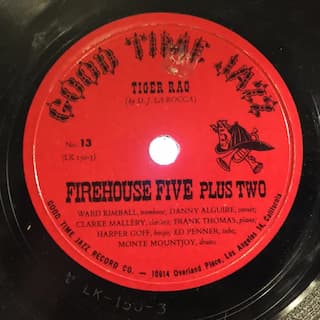 GOOD TIME JAZZ
TIGER RAG
(by D. J. LA ROCCA)
No. 13
(LK 150-3)
FIREHOUSE FIVE PLUS TWO
WARD KIMBALL, trombone; DANNY ALGUIRE, cornet;
CLARKE MALLERY, clarinet; FRANK THOMAS, piano;
HARPER GOFF, banjo; ED PENNER, tuba;
MONTE MOUNTJOY, drums
GOOD TIME JAZZ RECORD CO. — 10614 Overland Place, Los Angeles 34, California
LK-150-3